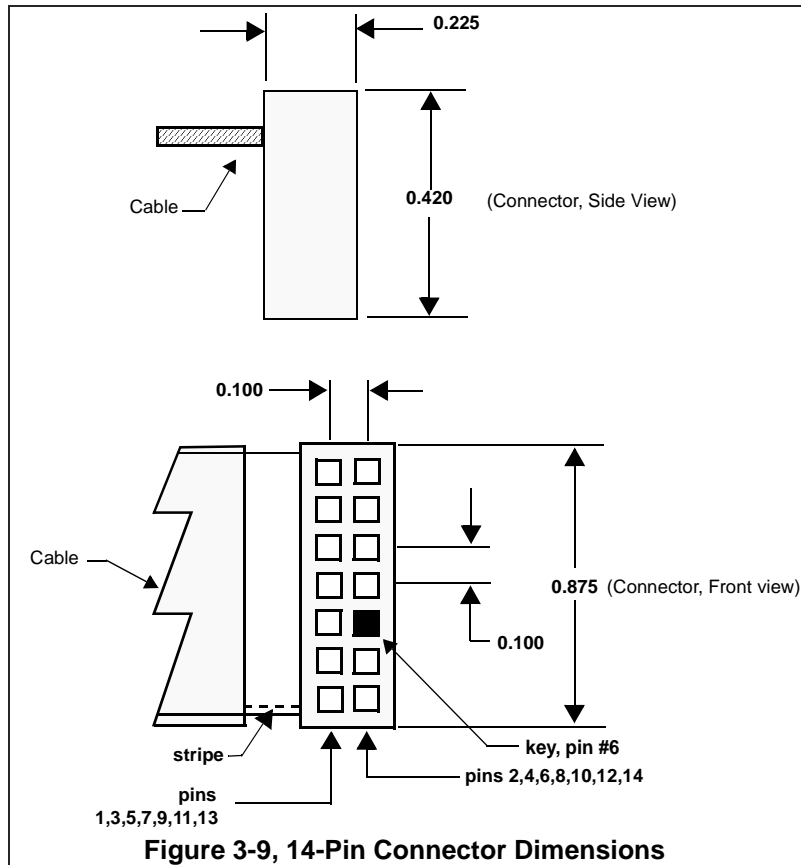 0.225
Cable
0.420 (Connector, Side View)
0.100
Cable
0.875 (Connector, Front view)
0.100
stripe
key, pin #6
pins 2,4,6,8,10,12,14
pins
1,3,5,7,9,11,13
Figure 3-9, 14-Pin Connector Dimensions